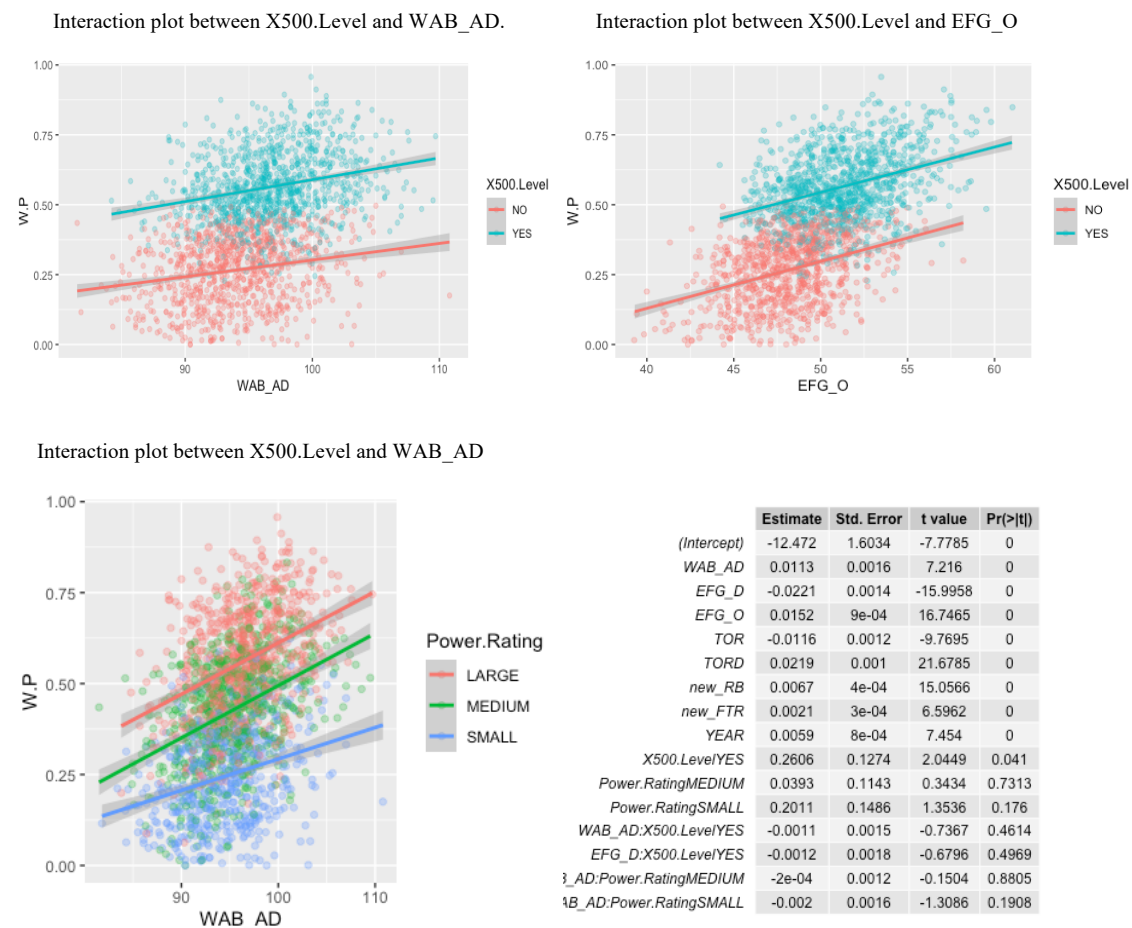 Interaction plot between X500.Level and WAB_AD.
1.00
0.75
0.50
0.25
0.00
W.P
90 100 110
WAB_AD
X500.Level
NO
YES
Interaction plot between X500.Level and EFG_O
1.00
0.75
0.50
0.25
0.00
W.P
40 45 50 55 60
EFG_O
X500.Level
NO
YES
Interaction plot between X500.Level and WAB_AD
1.00
0.75
0.50
0.25
0.00
W.P
90 100 110
WAB_AD
Power.Rating
LARGE
MEDIUM
SMALL
Estimate Std. Error t value Pr(>|t|)
(Intercept) -12.472 1.6034 -7.7785 0
WAB_AD 0.0113 0.0016 7.216 0
EFG_D -0.0221 0.0014 -15.9958 0
EFG_O 0.0152 9e-04 16.7465 0
TOR -0.0116 0.0012 -9.7695 0
TORD 0.0219 0.001 21.6785 0
new_RB 0.0067 4e-04 15.0566 0
new_FTR 0.0021 3e-04 6.5962 0
YEAR 0.0059 8e-04 7.454 0
X500.LevelYES 0.2606 0.1274 2.0449 0.041
Power.RatingMEDIUM 0.0393 0.1143 0.3434 0.7313
Power.RatingSMALL 0.2011 0.1486 1.3536 0.176
WAB_AD:X500.LevelYES -0.0011 0.0015 -0.7367 0.4614
EFG_D:X500.LevelYES -0.0012 0.0018 -0.6796 0.4969
B_AD:Power.RatingMEDIUM -2e-04 0.0012 -0.1504 0.8805
AB_AD:Power.RatingSMALL -0.002 0.0016 -1.3086 0.1908